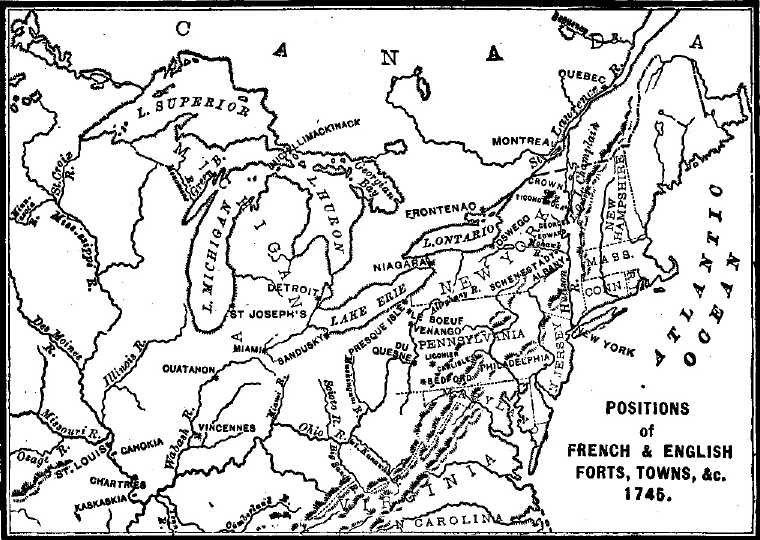 CANADA
QUEBEC
St. Lawrence R.
L. SUPERIOR
MONTREAL
L. Champlain
St. Croix R.
MICHIGAN
Green B.
Georgian Bay
L. HURON
CROWN
FRONTENAC
NEW HAMPSHIRE
ATLANTIC OCEAN
Mississippi R.
L. MICHIGAN
L. ONTARIO
OSWEGO
NIAGARA
NEW YORK
MASS.
SCHENECTADY
ALBANY
Hudson R.
CONN
DETROIT
Alleghany R.
LAKE ERIE
ST JOSEPH'S
PRESQUE ISLE
LE BOEUF
VENANGO
NEW YORK
PENNSYLVANIA
Des Moines R.
MIAMI
SANDUSKY
DU QUESNE
LIGONIER
CARLISLE
PHILADELPHIA
N JERSEY
Illinois R.
OUATANON
BEDFORD
Miami R.
Scioto R.
Missouri R.
Wabash R.
VINCENNES
Ohio R.
Osage R.
ST. LOUIS
CAHOKIA
CHARTRES
KASKASKIA
Cumberland
VIRGINIA
N CAROLINA
POSITIONS
of
FRENCH & ENGLISH
FORTS, TOWNS, &c.
1745.